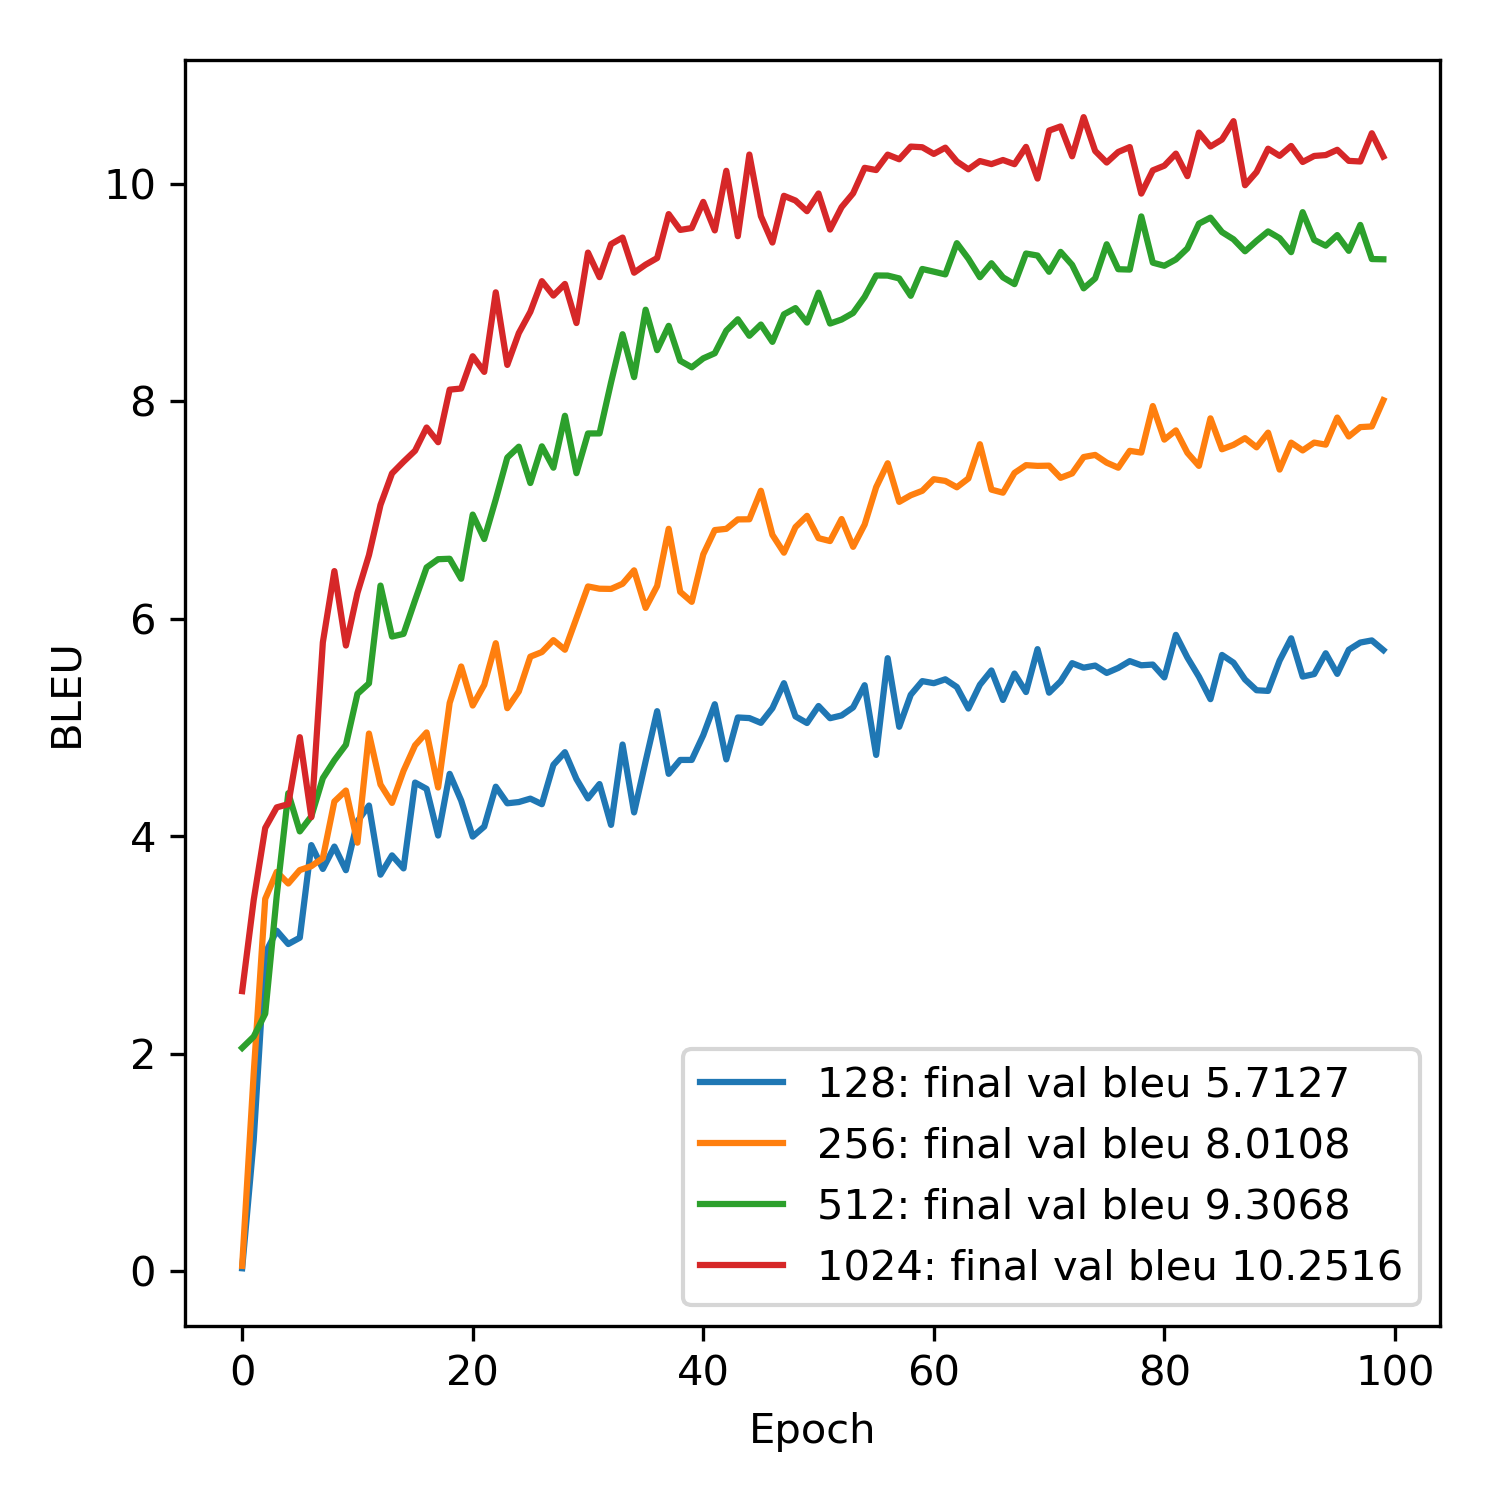 10
8
6
4
2
0
BLEU
128: final val bleu 5.7127
256: final val bleu 8.0108
512: final val bleu 9.3068
1024: final val bleu 10.2516
0 20 40 60 80 100
Epoch